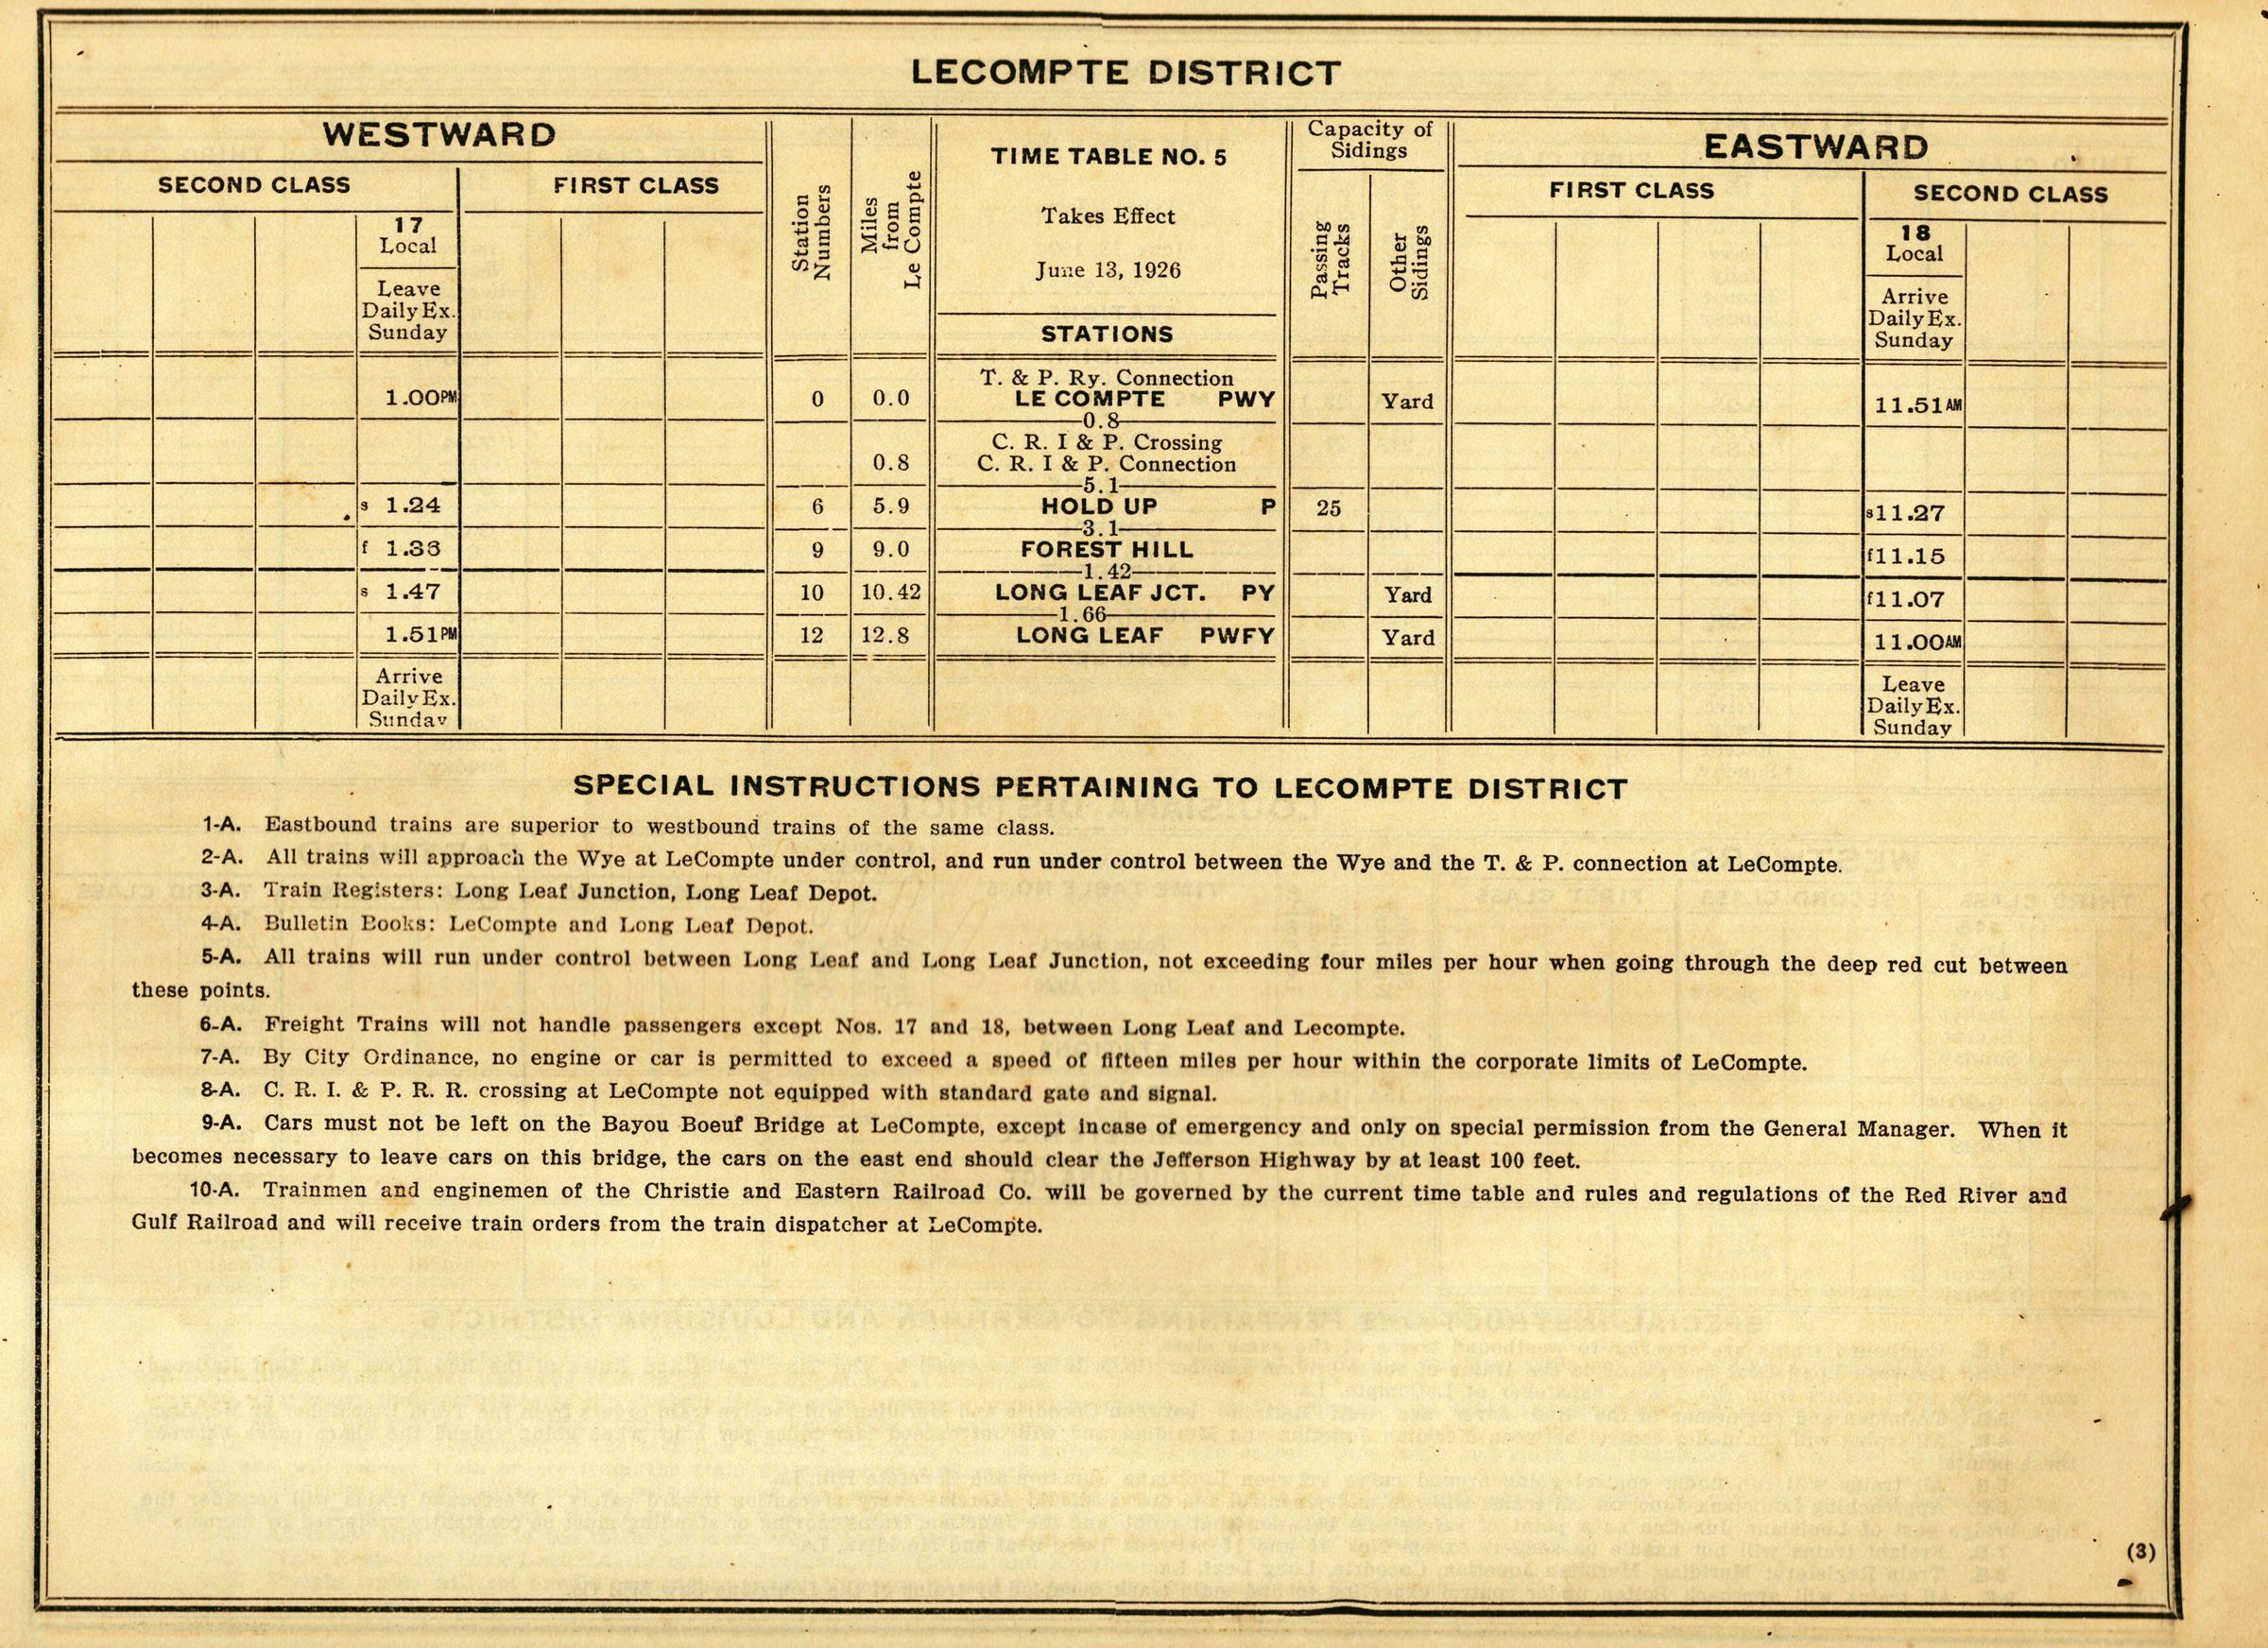 LECOMPTE DISTRICT
WESTWARD
SECOND CLASS
FIRST CLASS
17
Local
Leave
Daily Ex.
Sunday
Station
Numbers
Miles
from
Le Compte
TIME TABLE NO. 5
Takes Effect
June 13, 1926
STATIONS
Capacity of
Sidings
Passing
Tracks
Other
Sidings
EASTWARD
FIRST CLASS
SECOND CLASS
18
Local
Arrive
Daily Ex.
Sunday
T. & P. Ry. Connection
1.00PM 0 0.0 LE COMPTE PWY Yard 11.51AM
0.8
C. R. I & P. Crossing
0.8 C. R. I & P. Connection
5.1
s 1.24 6 5.9 HOLD UP P 25 s11.27
3.1
f 1.33 9 9.0 FOREST HILL f11.15
1.42
s 1.47 10 10.42 LONG LEAF JCT. PY Yard f11.07
1.66
1.51PM 12 12.8 LONG LEAF PWFY Yard 11.00AM
Arrive
Daily Ex.
Sunday
Leave
Daily Ex.
Sunday
SPECIAL INSTRUCTIONS PERTAINING TO LECOMPTE DISTRICT
1-A. Eastbound trains are superior to westbound trains of the same class.
2-A. All trains will approach the Wye at LeCompte under control, and run under control between the Wye and the T. & P. connection at LeCompte.
3-A. Train Registers: Long Leaf Junction, Long Leaf Depot.
4-A. Bulletin Books: LeCompte and Long Leaf Depot.
5-A. All trains will run under control between Long Leaf and Long Leaf Junction, not exceeding four miles per hour when going through the deep red cut between
these points.
6-A. Freight Trains will not handle passengers except Nos. 17 and 18, between Long Leaf and Lecompte.
7-A. By City Ordinance, no engine or car is permitted to exceed a speed of fifteen miles per hour within the corporate limits of LeCompte.
8-A. C. R. I. & P. R. R. crossing at LeCompte not equipped with standard gate and signal.
9-A. Cars must not be left on the Bayou Boeuf Bridge at LeCompte, except incase of emergency and only on special permission from the General Manager. When it
becomes necessary to leave cars on this bridge, the cars on the east end should clear the Jefferson Highway by at least 100 feet.
10-A. Trainmen and enginemen of the Christie and Eastern Railroad Co. will be governed by the current time table and rules and regulations of the Red River and
Gulf Railroad and will receive train orders from the train dispatcher at LeCompte.
(3)